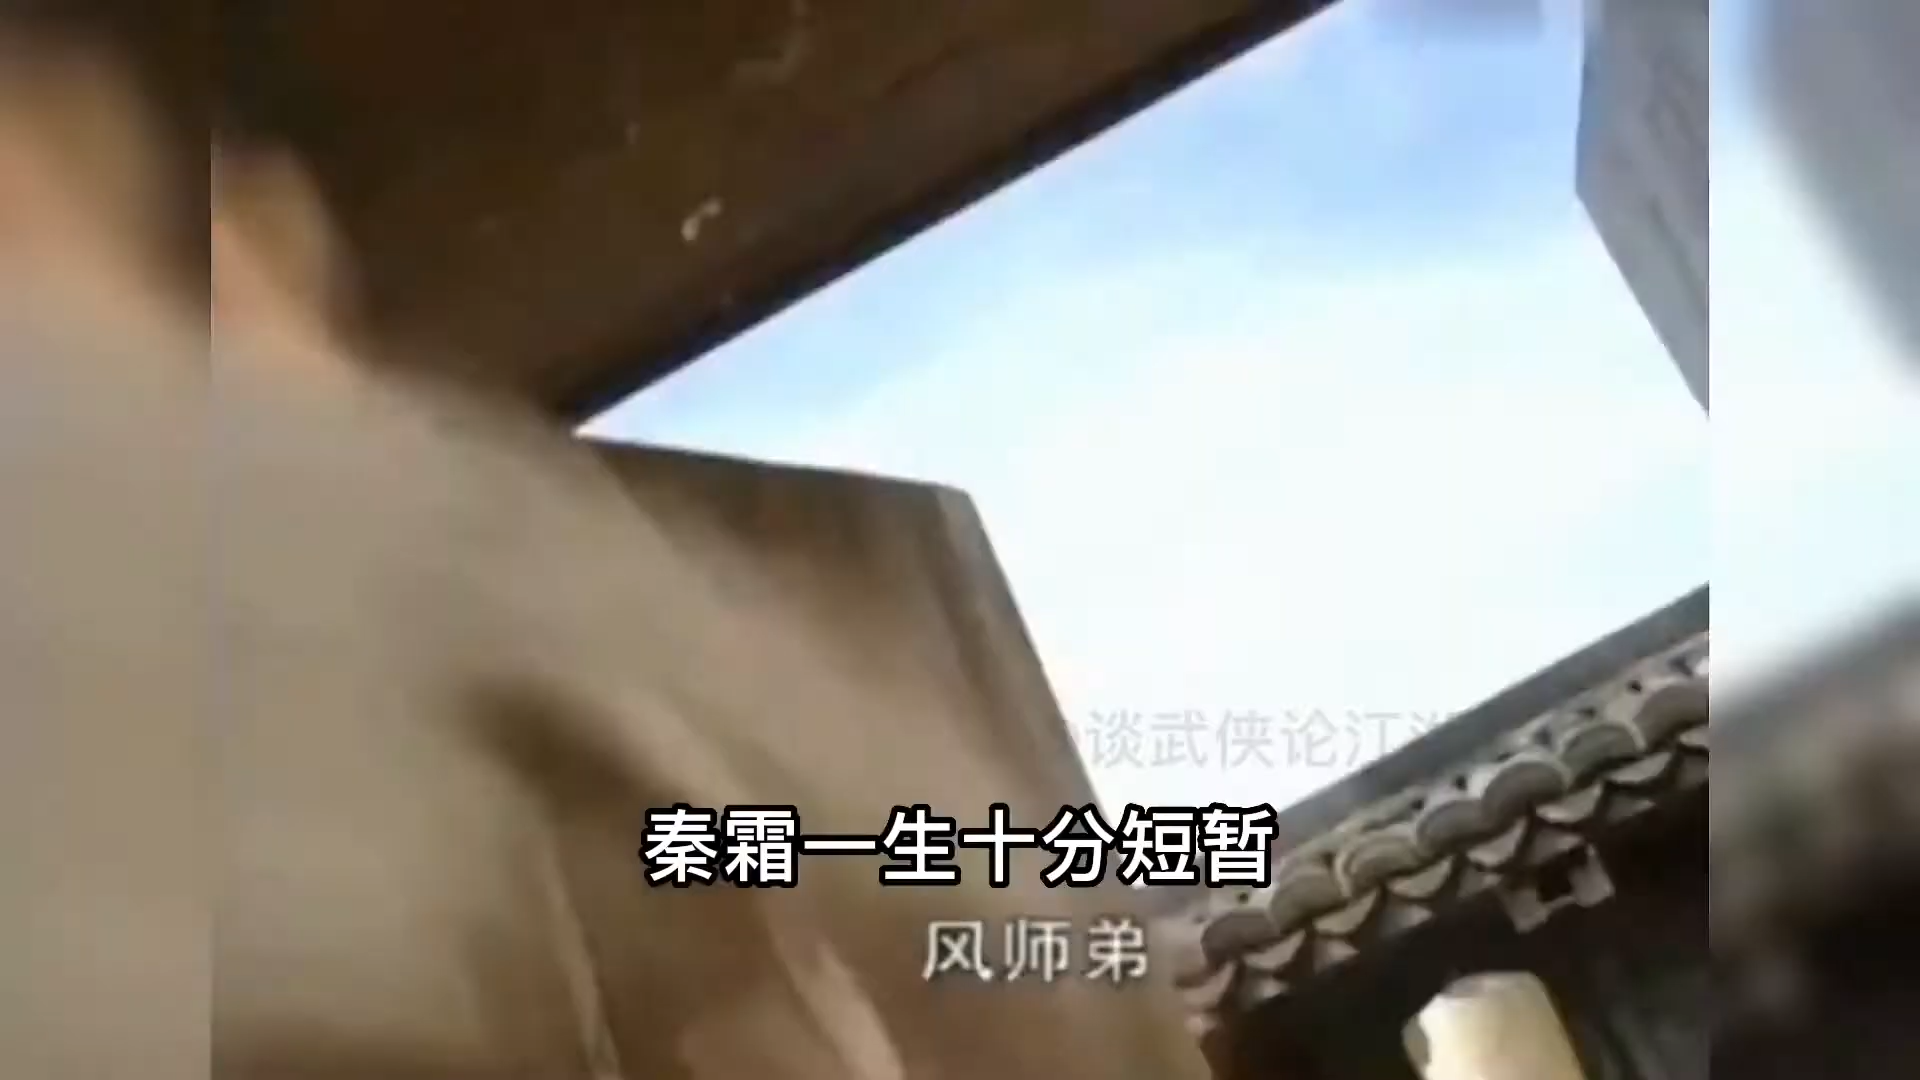 谈武侠论江
秦霜一生十分短暂
风师弟